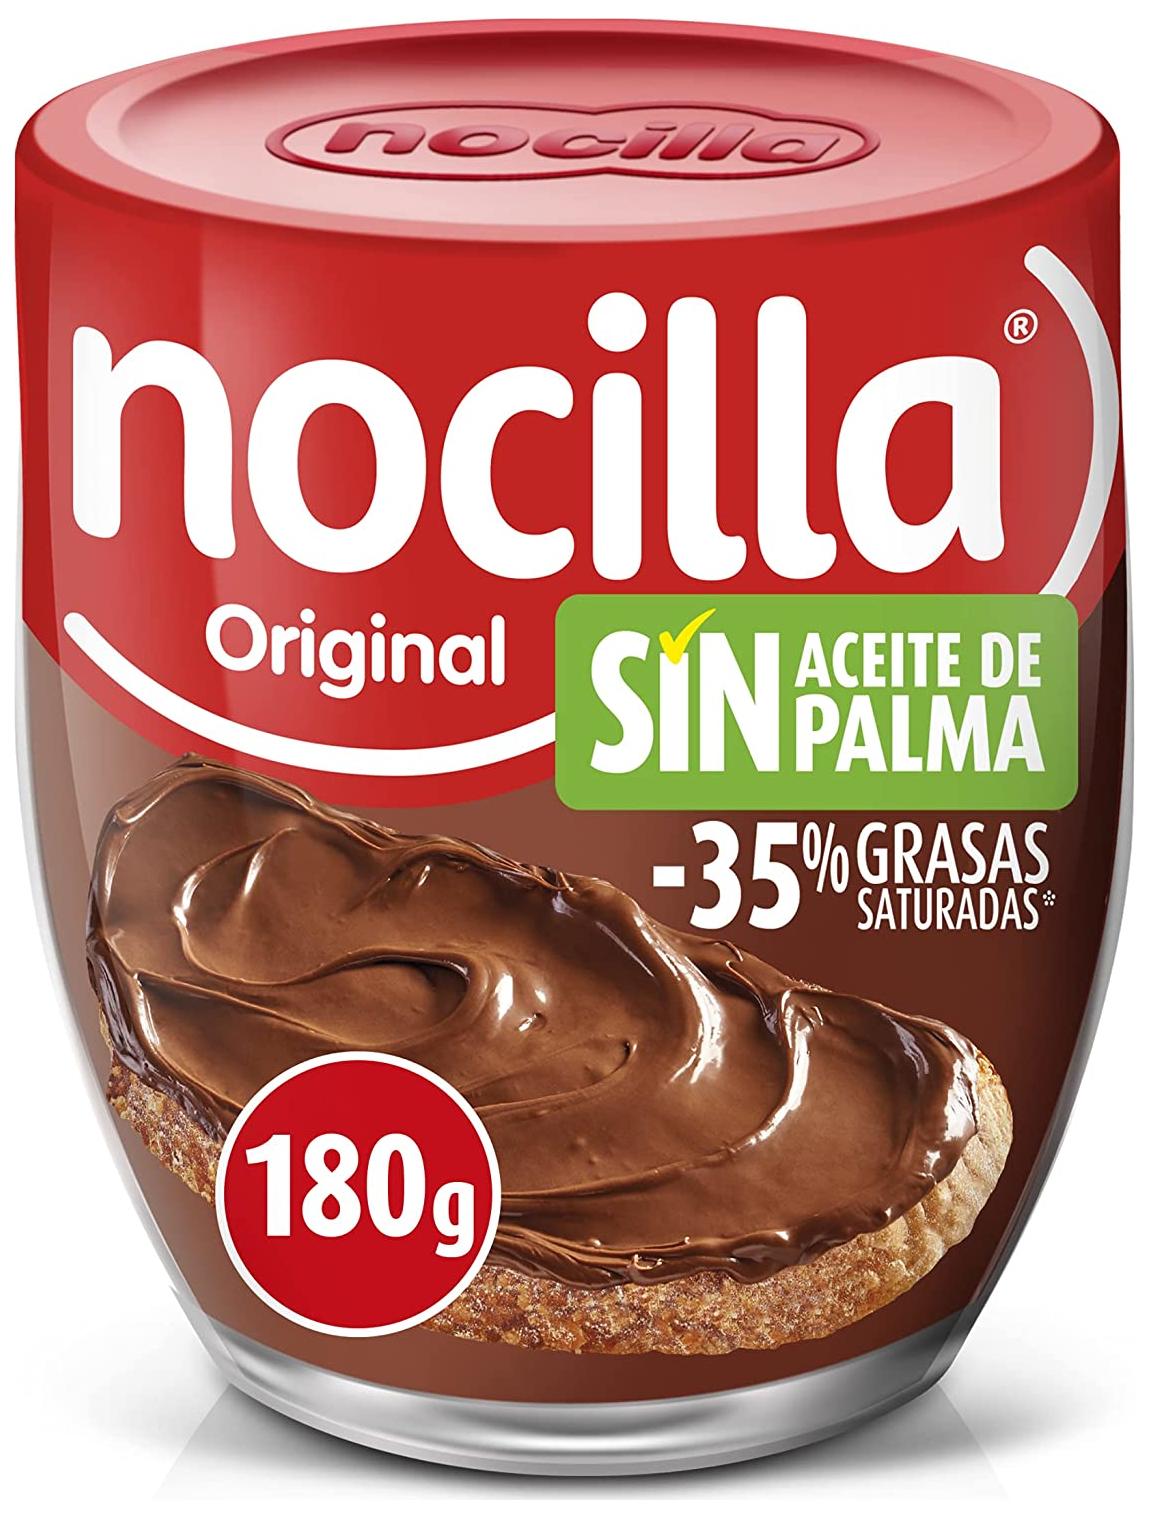 nocilla
nocilla®
Original
SIN ACEITE DE
PALMA
-35% GRASAS
SATURADAS*
180g